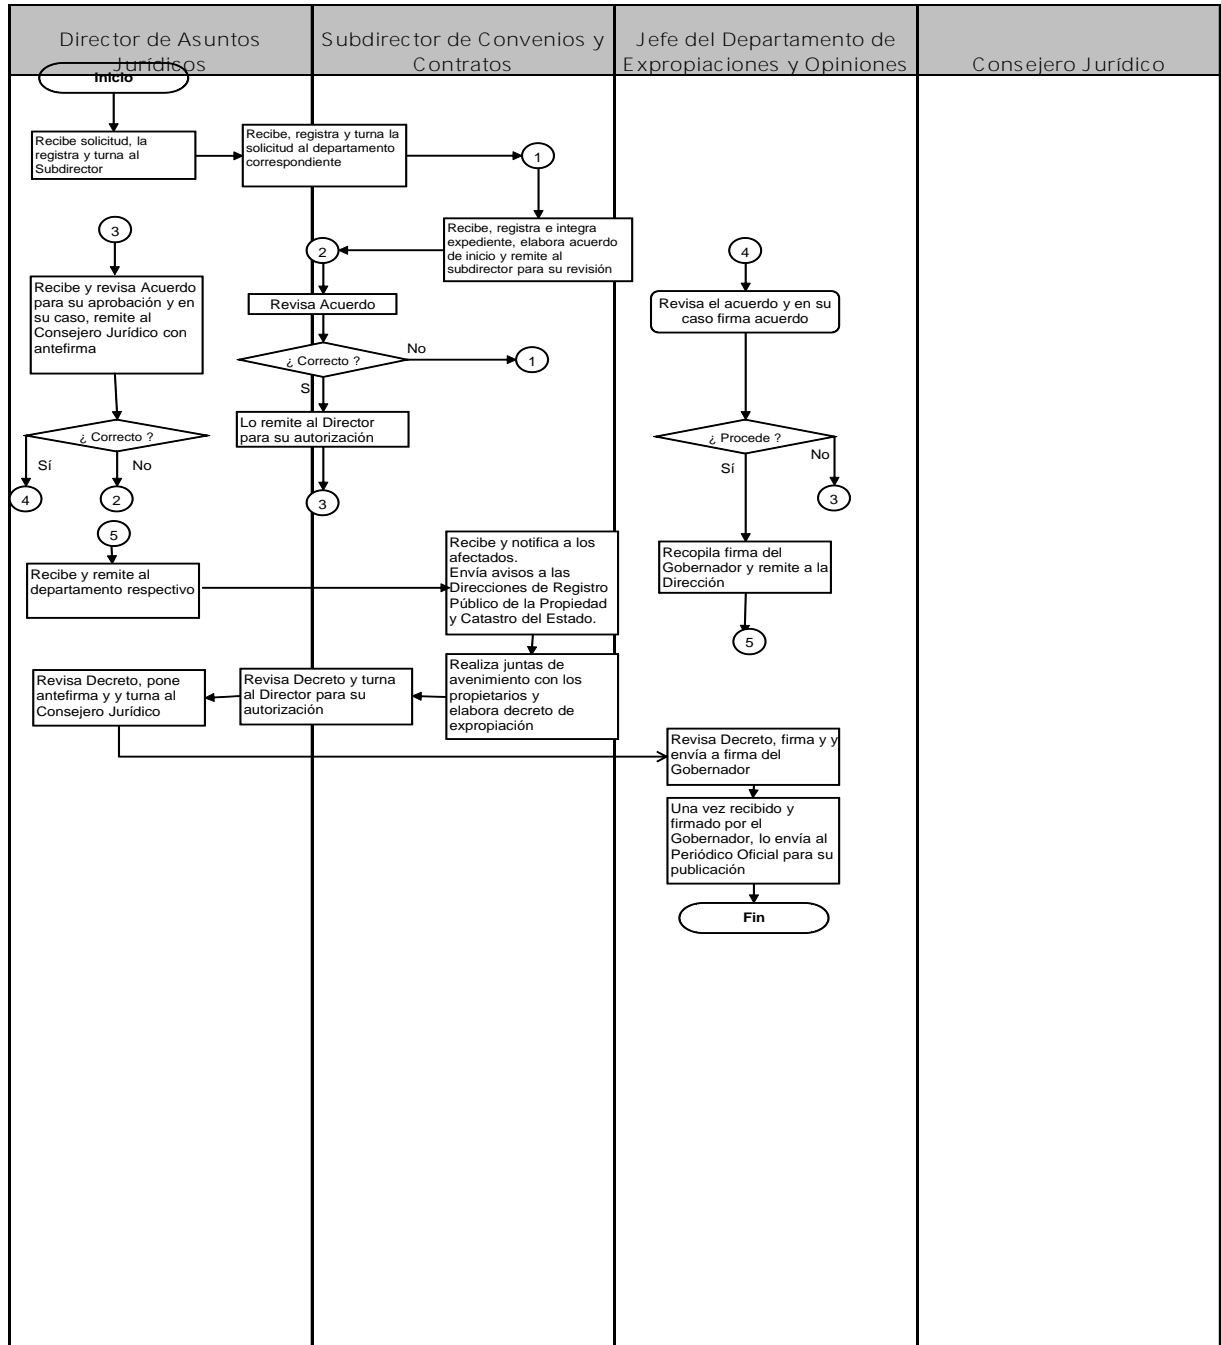 Director de Asuntos
Jurídicos
Subdirector de Convenios y
Contratos
Jefe del Departamento de
Expropiaciones y Opiniones
Consejero Jurídico
Inicio
Recibe solicitud, la
registra y turna al
Subdirector
Recibe, registra y turna la
solicitud al departamento
correspondiente
1
Recibe, registra e integra
expediente, elabora acuerdo
de inicio y remite al
subdirector para su revisión
3
2
4
Recibe y revisa Acuerdo
para su aprobación y en
su caso, remite al
Consejero Jurídico con
antefirma
Revisa Acuerdo
Revisa el acuerdo y en su
caso firma acuerdo
¿ Correcto ?
No
1
S
Lo remite al Director
para su autorización
¿ Correcto ?
Sí
No
4
2
3
¿ Procede ?
No
Sí
3
5
Recibe y remite al
departamento respectivo
Recibe y notifica a los
afectados.
Envía avisos a las
Direcciones de Registro
Público de la Propiedad
y Catastro del Estado.
Recopila firma del
Gobernador y remite a la
Dirección
5
Revisa Decreto, pone
antefirma y y turna al
Consejero Jurídico
Revisa Decreto y turna
al Director para su
autorización
Realiza juntas de
avenimiento con los
propietarios y
elabora decreto de
expropiación
Revisa Decreto, firma y y
envía a firma del
Gobernador
Una vez recibido y
firmado por el
Gobernador, lo envía al
Periódico Oficial para su
publicación
Fin